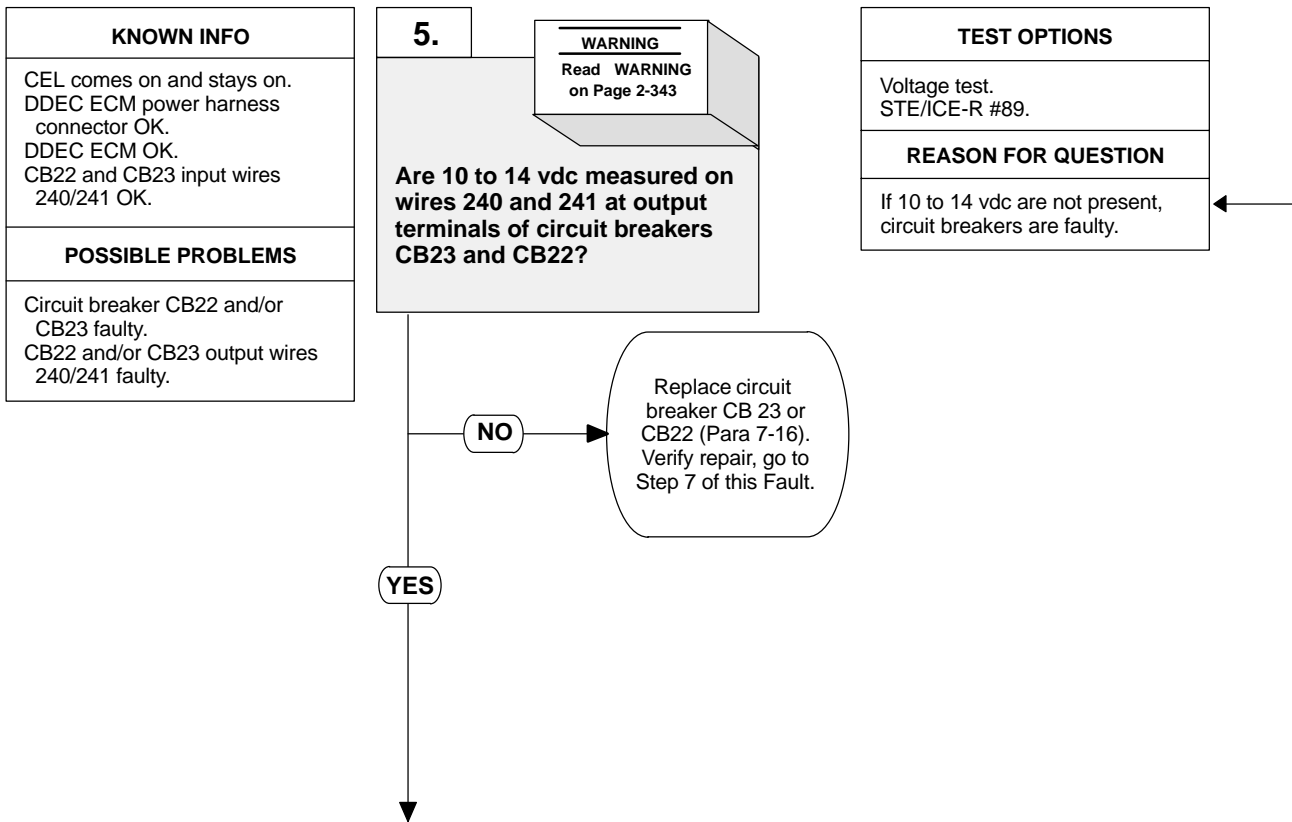 KNOWN INFO
CEL comes on and stays on.
DDEC ECM power harness
connector OK.
DDEC ECM OK.
CB22 and CB23 input wires
240/241 OK.
POSSIBLE PROBLEMS
Circuit breaker CB22 and/or
CB23 faulty.
CB22 and/or CB23 output wires
240/241 faulty.
5.
WARNING
Read WARNING
on Page 2-343
Are 10 to 14 vdc measured on
wires 240 and 241 at output
terminals of circuit breakers
CB23 and CB22?
TEST OPTIONS
Voltage test.
STE/ICE-R #89.
REASON FOR QUESTION
If 10 to 14 vdc are not present,
circuit breakers are faulty.
NO
Replace circuit
breaker CB 23 or
CB22 (Para 7-16).
Verify repair, go to
Step 7 of this Fault.
YES